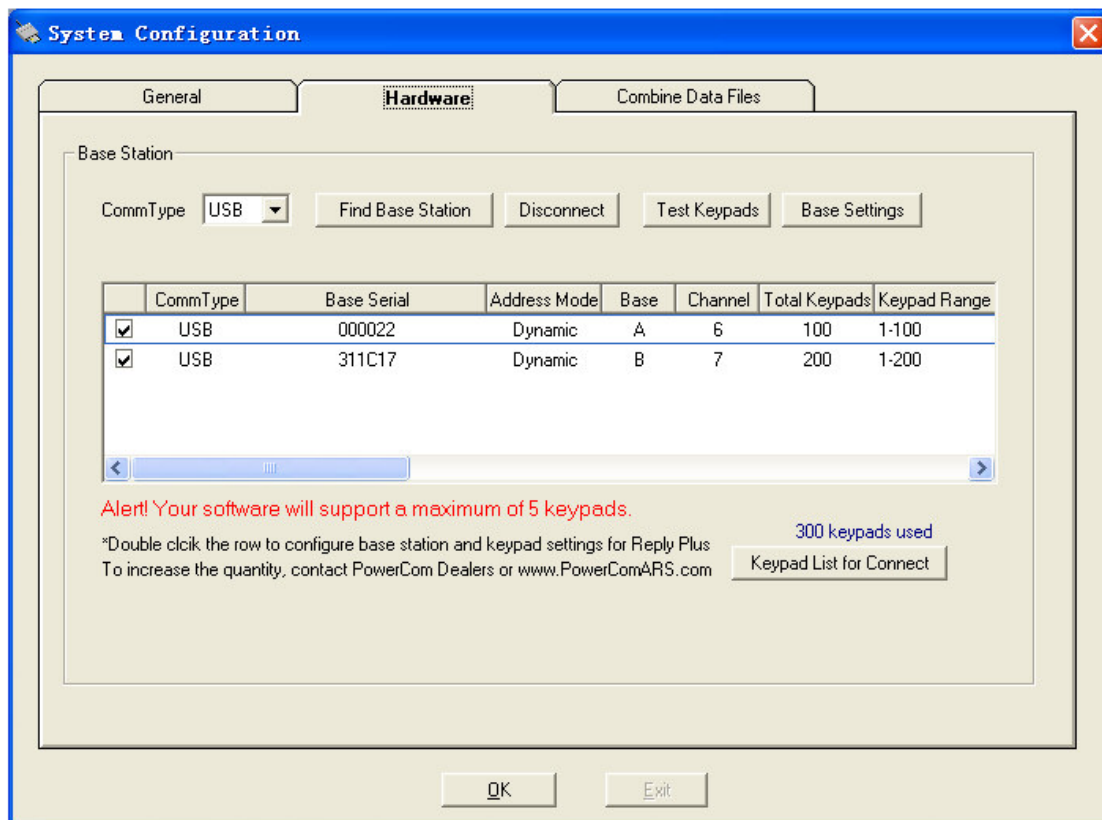 System Configuration
General Hardware Combine Data Files
Base Station
CommType USB Find Base Station Disconnect Test Keypads Base Settings
CommType Base Serial Address Mode Base Channel Total Keypads Keypad Range
USB 000022 Dynamic A 6 100 1-100
USB 311C17 Dynamic B 7 200 1-200
Alert! Your software will support a maximum of 5 keypads.
300 keypads used
*Double clcik the row to configure base station and keypad settings for Reply Plus
To increase the quantity, contact PowerCom Dealers or www.PowerComARS.com
Keypad List for Connect
OK Exit